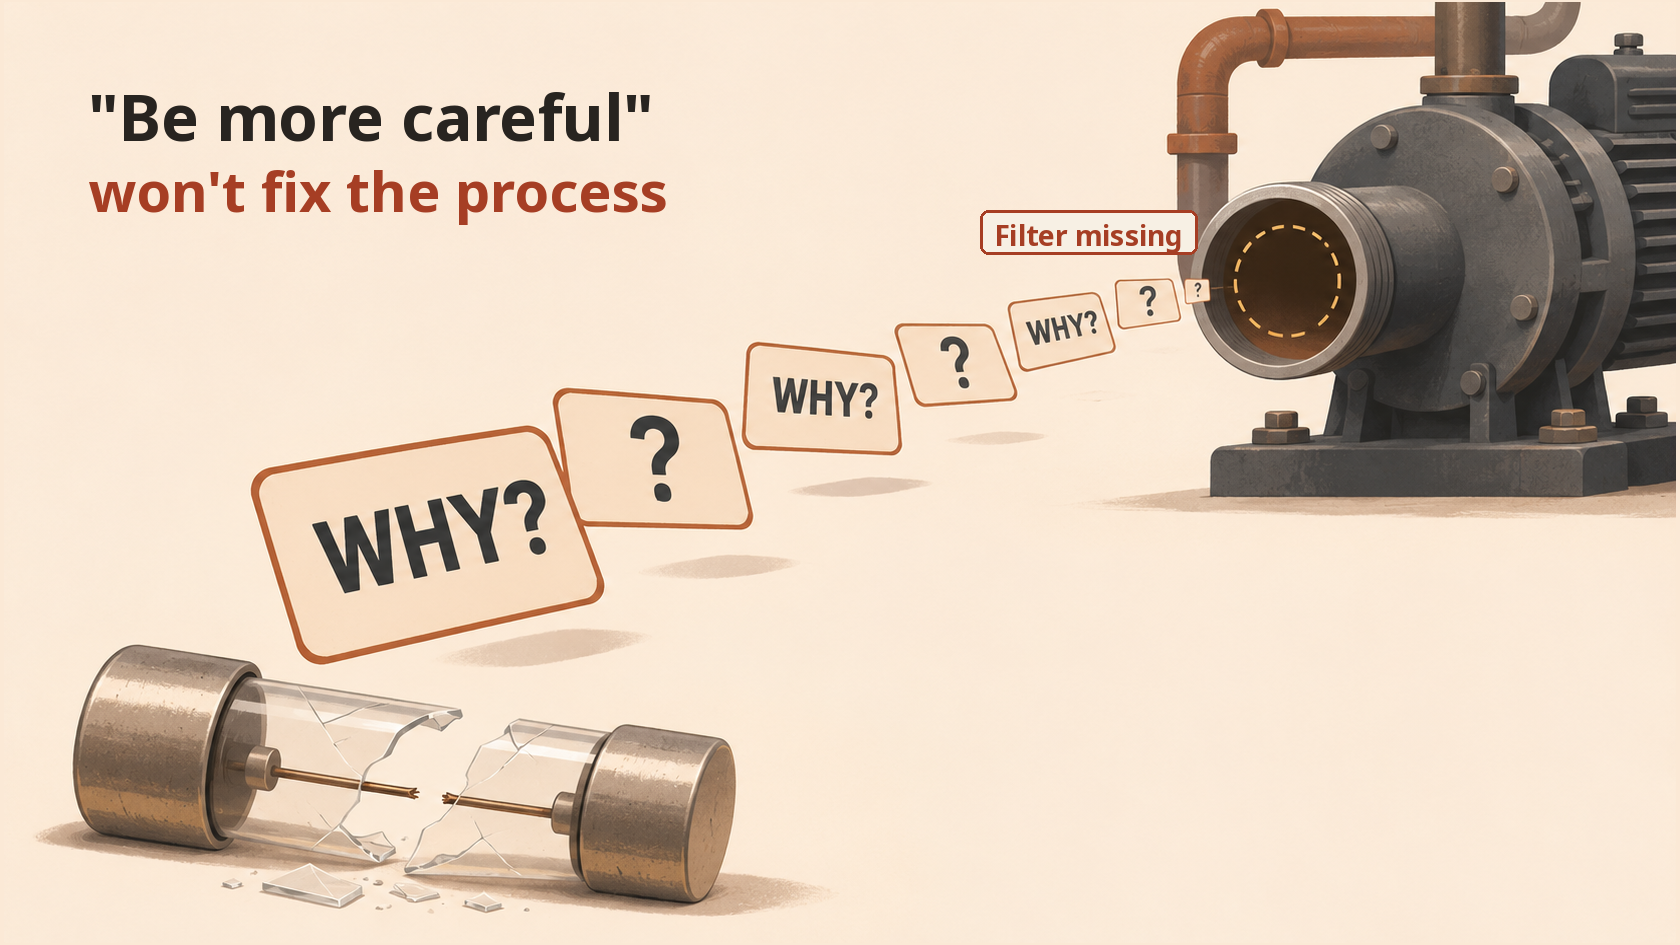 "Be more careful"
won't fix the process
Filter missing
WHY?
?
WHY?
?
WHY?
?
?